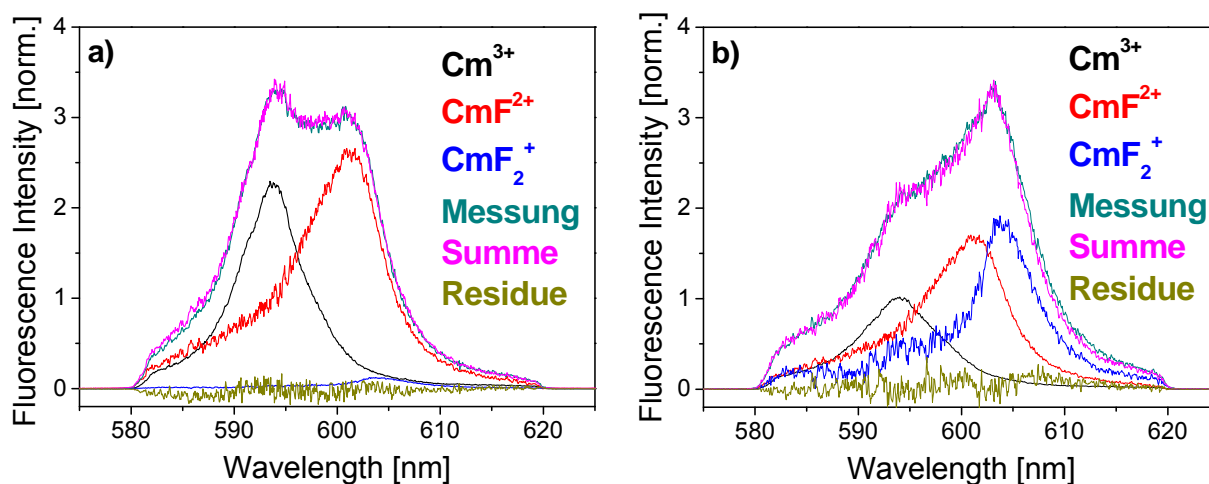 a)
Cm³⁺
CmF²⁺
CmF₂⁺
Messung
Summe
Residue
Fluorescence Intensity [norm.]
4
3
2
1
0
580 590 600 610 620
Wavelength [nm]
b)
Cm³⁺
CmF²⁺
CmF₂⁺
Messung
Summe
Residue
Fluorescence Intensity [norm.]
4
3
2
1
0
580 590 600 610 620
Wavelength [nm]